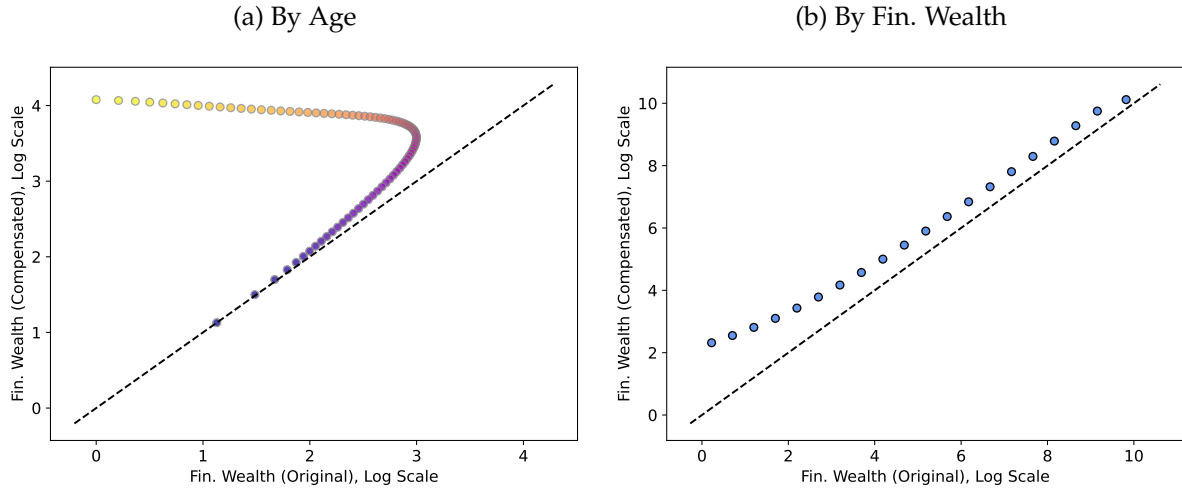 (a) By Age
4
3
2
1
0
0 1 2 3 4
Fin. Wealth (Compensated), Log Scale
Fin. Wealth (Original), Log Scale
(b) By Fin. Wealth
10
8
6
4
2
0
0 2 4 6 8 10
Fin. Wealth (Compensated), Log Scale
Fin. Wealth (Original), Log Scale